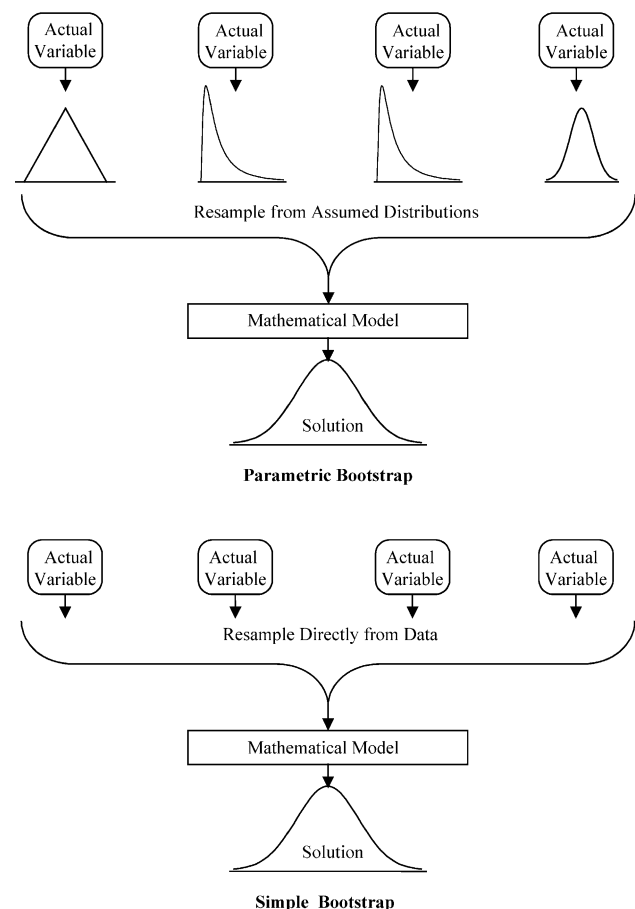 Actual
Variable
Actual
Variable
Actual
Variable
Actual
Variable
Resample from Assumed Distributions
Mathematical Model
Solution
Parametric Bootstrap
Actual
Variable
Actual
Variable
Actual
Variable
Actual
Variable
Resample Directly from Data
Mathematical Model
Solution
Simple Bootstrap